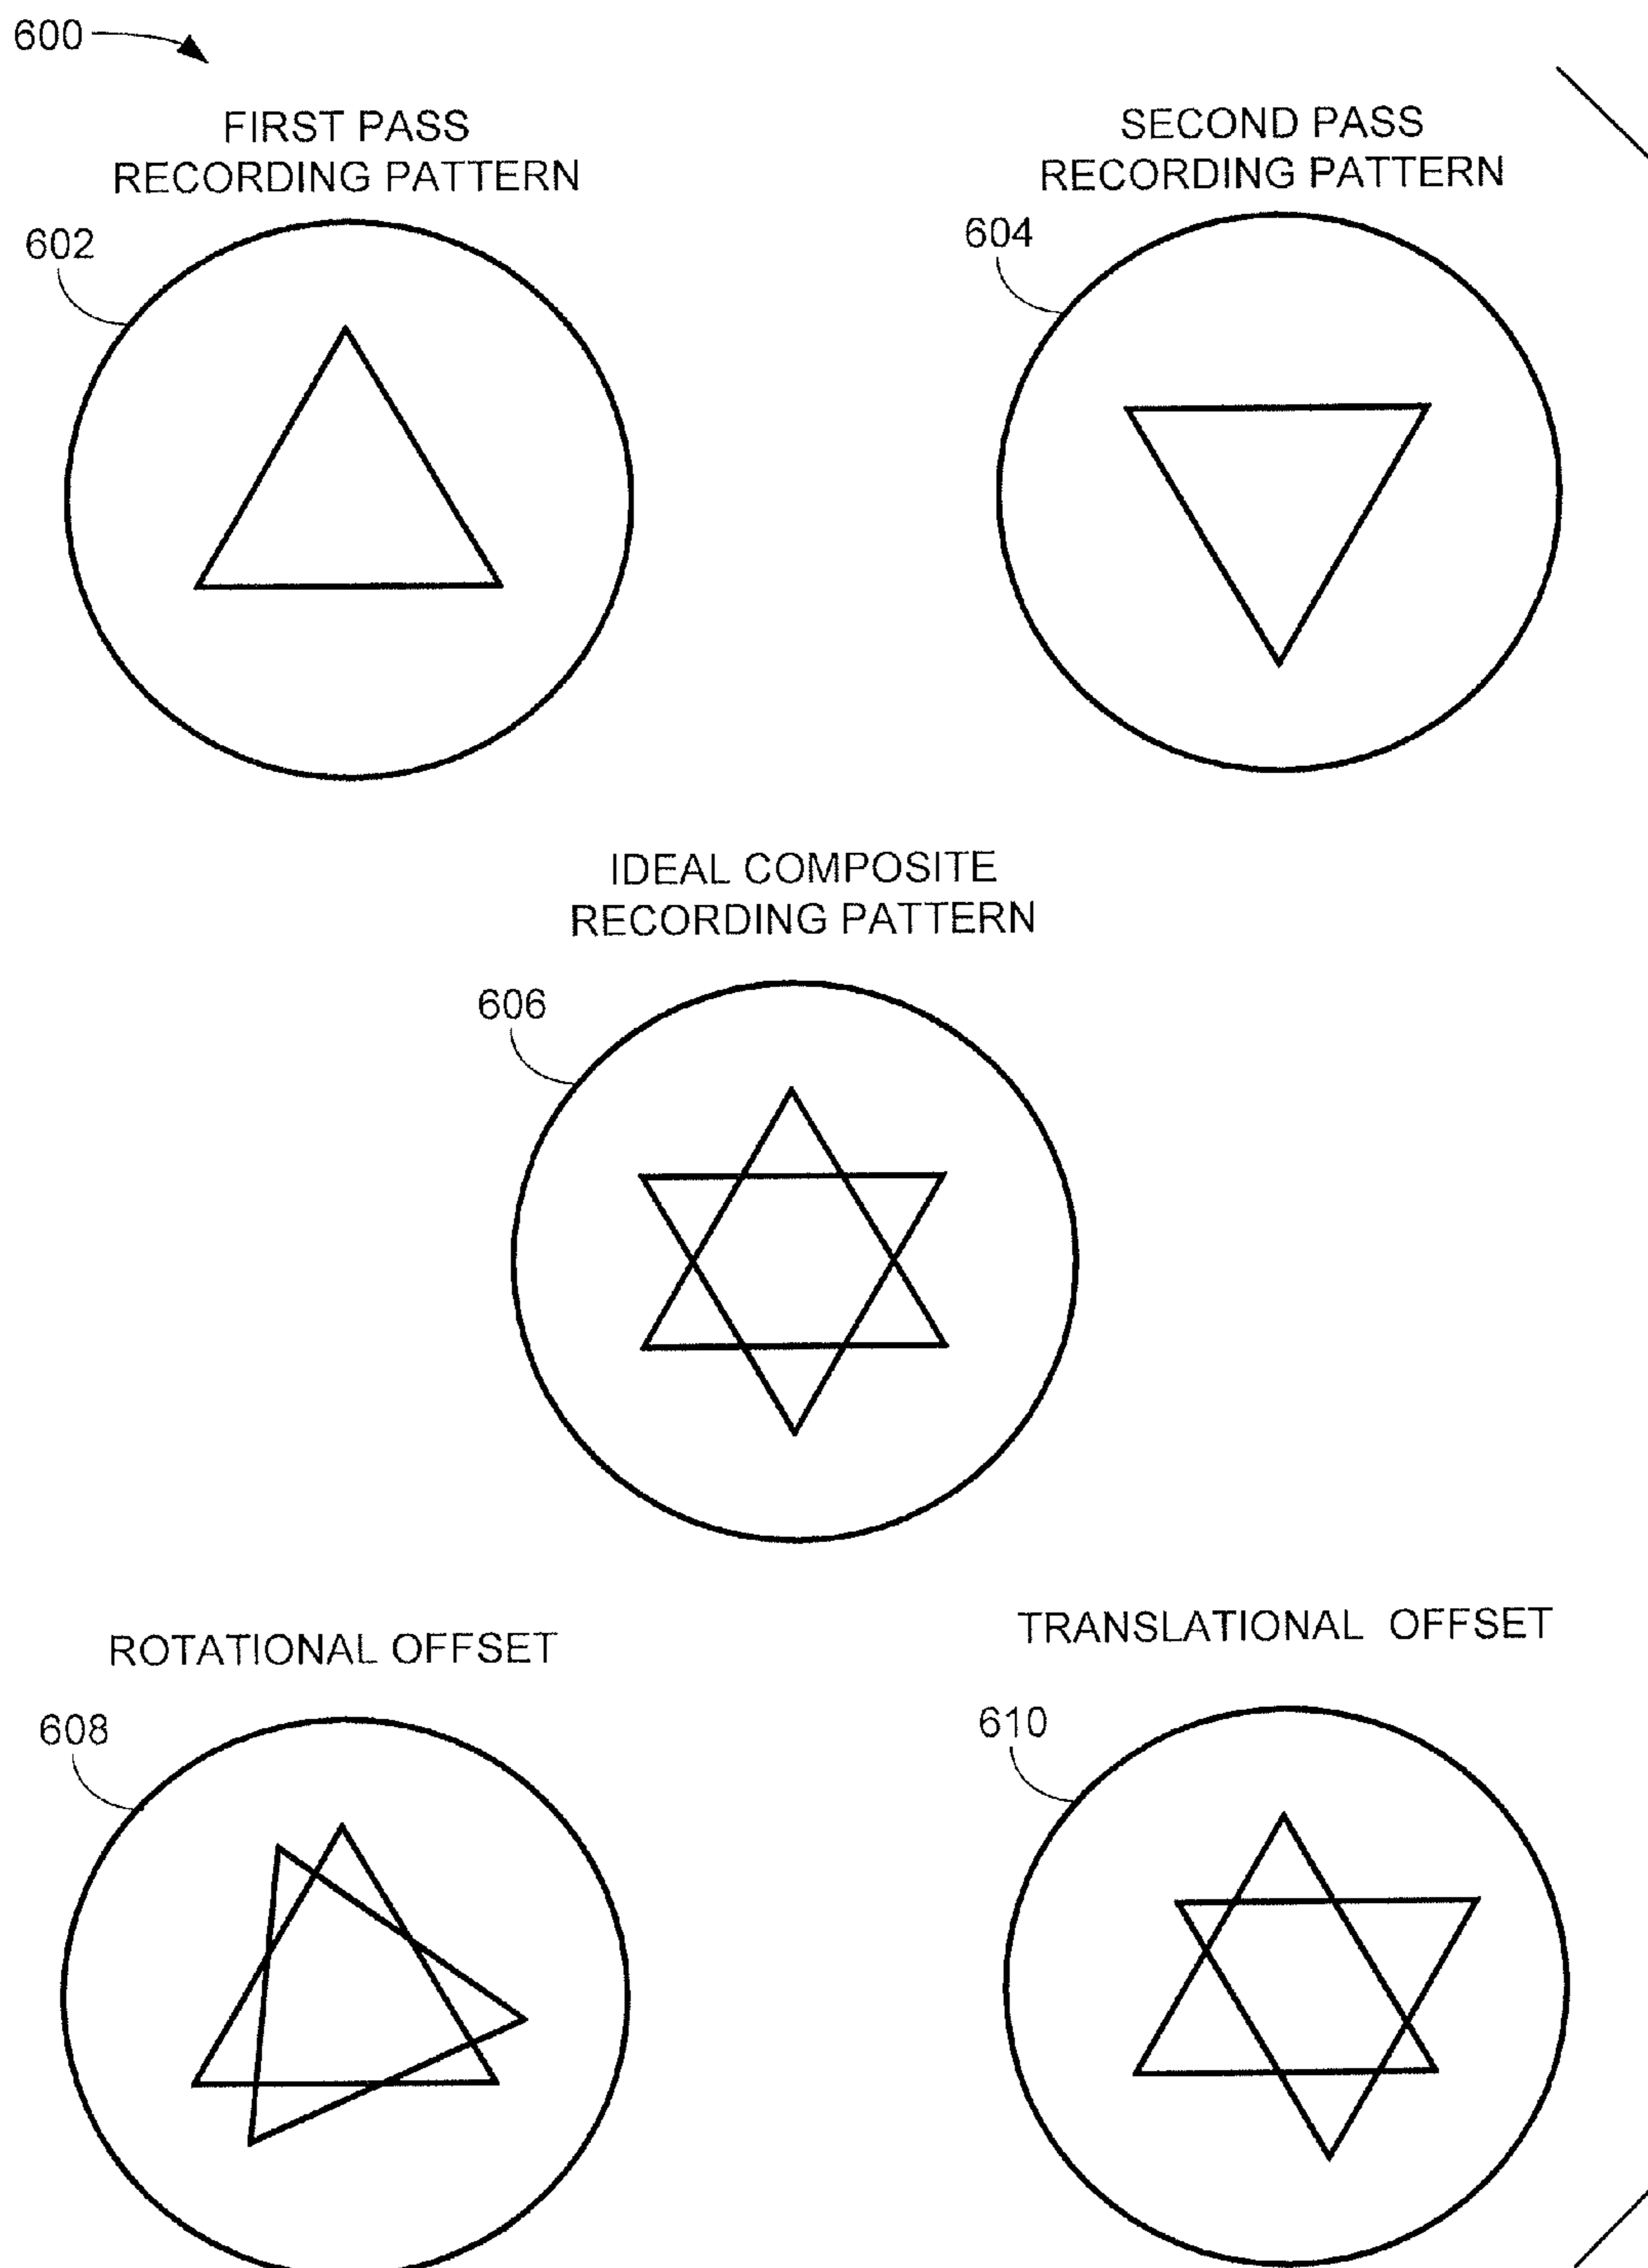 600
FIRST PASS
RECORDING PATTERN
602
SECOND PASS
RECORDING PATTERN
604
IDEAL COMPOSITE
RECORDING PATTERN
606
ROTATIONAL OFFSET
608
TRANSLATIONAL OFFSET
610